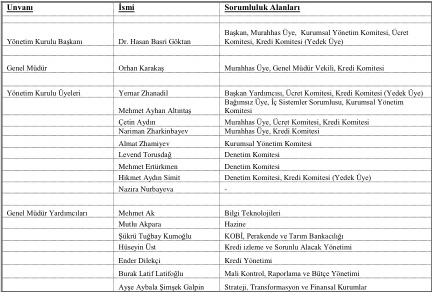 Unvanı İsmi Sorumluluk Alanları
Başkan, Murahhas Üye, Kurumsal Yönetim Komitesi, Ücret
Yönetim Kurulu Başkanı Dr. Hasan Basri Göktan Komitesi, Kredi Komitesi (Yedek Üye)
Genel Müdür Orhan Karakaş Murahhas Üye, Genel Müdür Vekili, Kredi Komitesi
Yönetim Kurulu Üyeleri Yernar Zhanadil Başkan Yardımcısı, Ücret Komitesi, Kredi Komitesi (Yedek Üye)
Bağımsız Üye, İç Sistemler Sorumlusu, Kurumsal Yönetim
Mehmet Ayhan Altıntaş Komitesi
Çetin Aydın Murahhas Üye, Ücret Komitesi, Kredi Komitesi
Nariman Zharkinbayev Murahhas Üye, Kredi Komitesi
Almat Zhamiyev Kurumsal Yönetim Komitesi
Levend Torusdağ Denetim Komitesi
Mehmet Ertürkmen Denetim Komitesi
Hikmet Aydın Simit Denetim Komitesi, Kredi Komitesi (Yedek Üye)
Nazira Nurbayeva -
Genel Müdür Yardımcıları Mehmet Ak Bilgi Teknolojileri
Mutlu Akpara Hazine
Şükrü Tuğbay Kumoğlu KOBİ, Perakende ve Tarım Bankacılığı
Hüseyin Üst Kredi izleme ve Sorunlu Alacak Yönetimi
Ender Dilekçi Kredi Yönetimi
Burak Latif Latifoğlu Mali Kontrol, Raporlama ve Bütçe Yönetimi
Ayşe Aybala Şimşek Galpin Strateji, Transformasyon ve Finansal Kurumlar